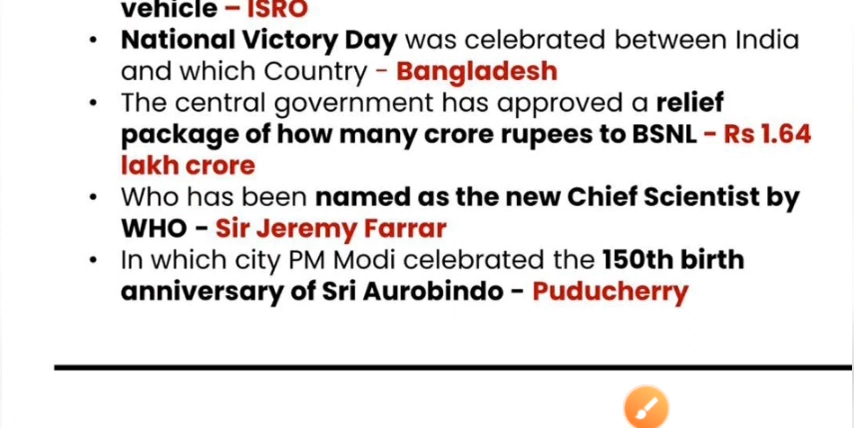 vehicle – ISRO
• National Victory Day was celebrated between India
and which Country - Bangladesh
• The central government has approved a relief
package of how many crore rupees to BSNL - Rs 1.64
lakh crore
• Who has been named as the new Chief Scientist by
WHO - Sir Jeremy Farrar
• In which city PM Modi celebrated the 150th birth
anniversary of Sri Aurobindo - Puducherry